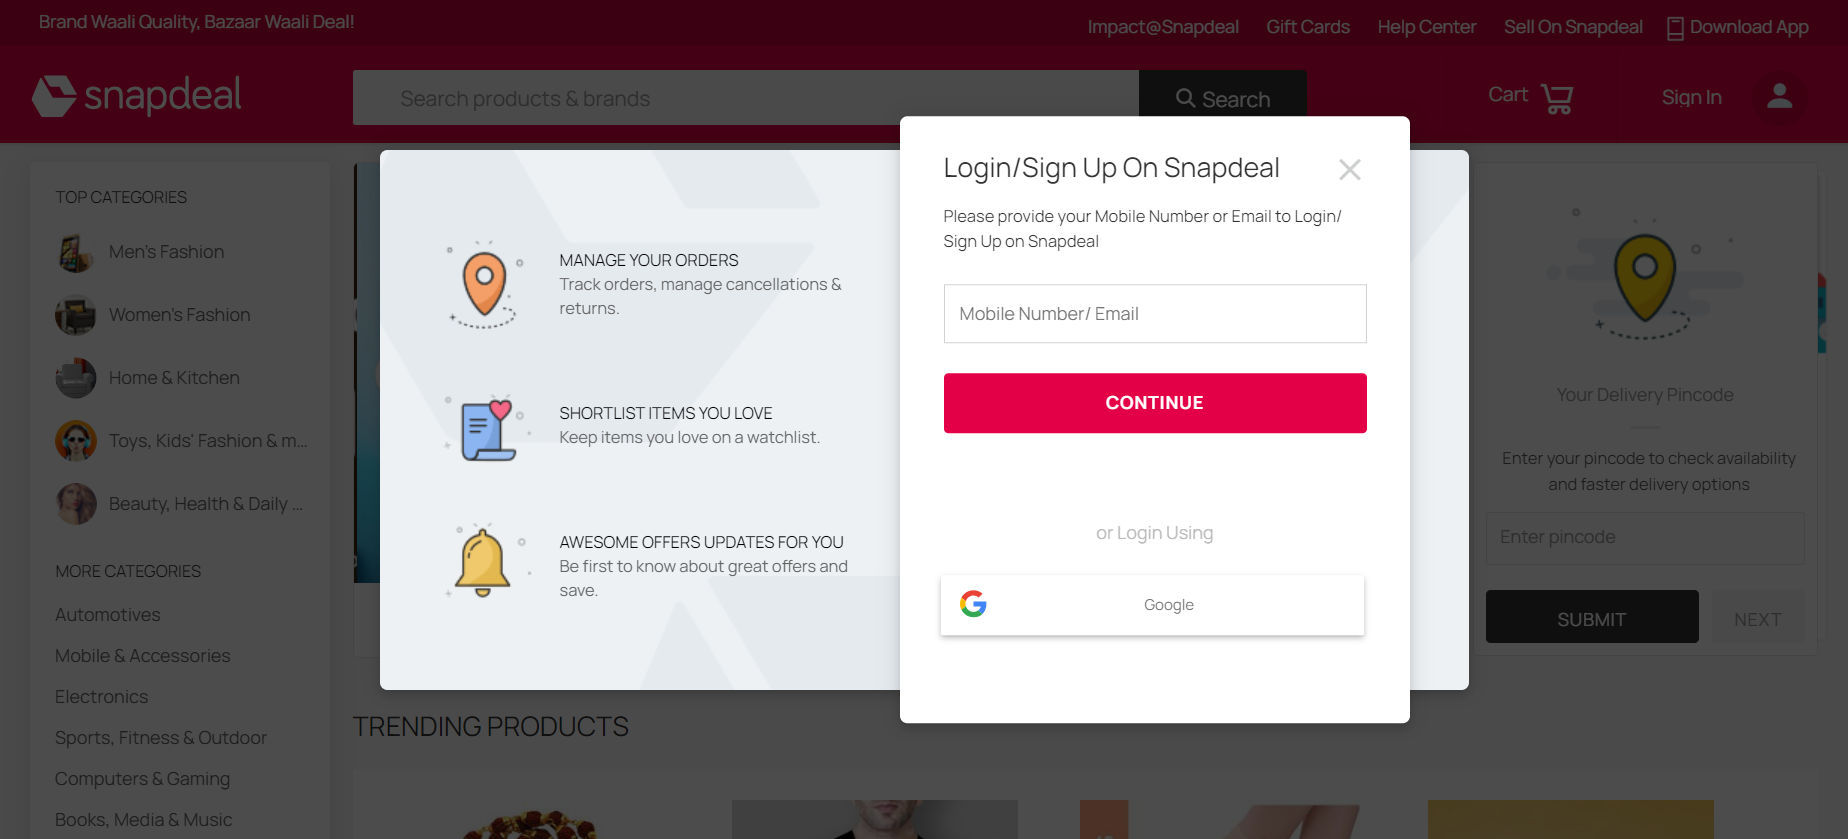 Brand Waali Quality, Bazaar Waali Deal!
Impact@Snapdeal
Gift Cards
Help Center
Sell On Snapdeal
Download App
snapdeal
Search products & brands
Search
Cart
Sign In
TOP CATEGORIES
Men's Fashion
Women's Fashion
Home & Kitchen
Toys, Kids' Fashion & m...
Beauty, Health & Daily ...
MORE CATEGORIES
Automotives
Mobile & Accessories
Electronics
Sports, Fitness & Outdoor
Computers & Gaming
Books, Media & Music
MANAGE YOUR ORDERS
Track orders, manage cancellations &
returns.
SHORTLIST ITEMS YOU LOVE
Keep items you love on a watchlist.
AWESOME OFFERS UPDATES FOR YOU
Be first to know about great offers and
save.
Login/Sign Up On Snapdeal
Please provide your Mobile Number or Email to Login/
Sign Up on Snapdeal
Mobile Number/ Email
CONTINUE
or Login Using
Google
Your Delivery Pincode
Enter your pincode to check availability
and faster delivery options
Enter pincode
SUBMIT
NEXT
TRENDING PRODUCTS